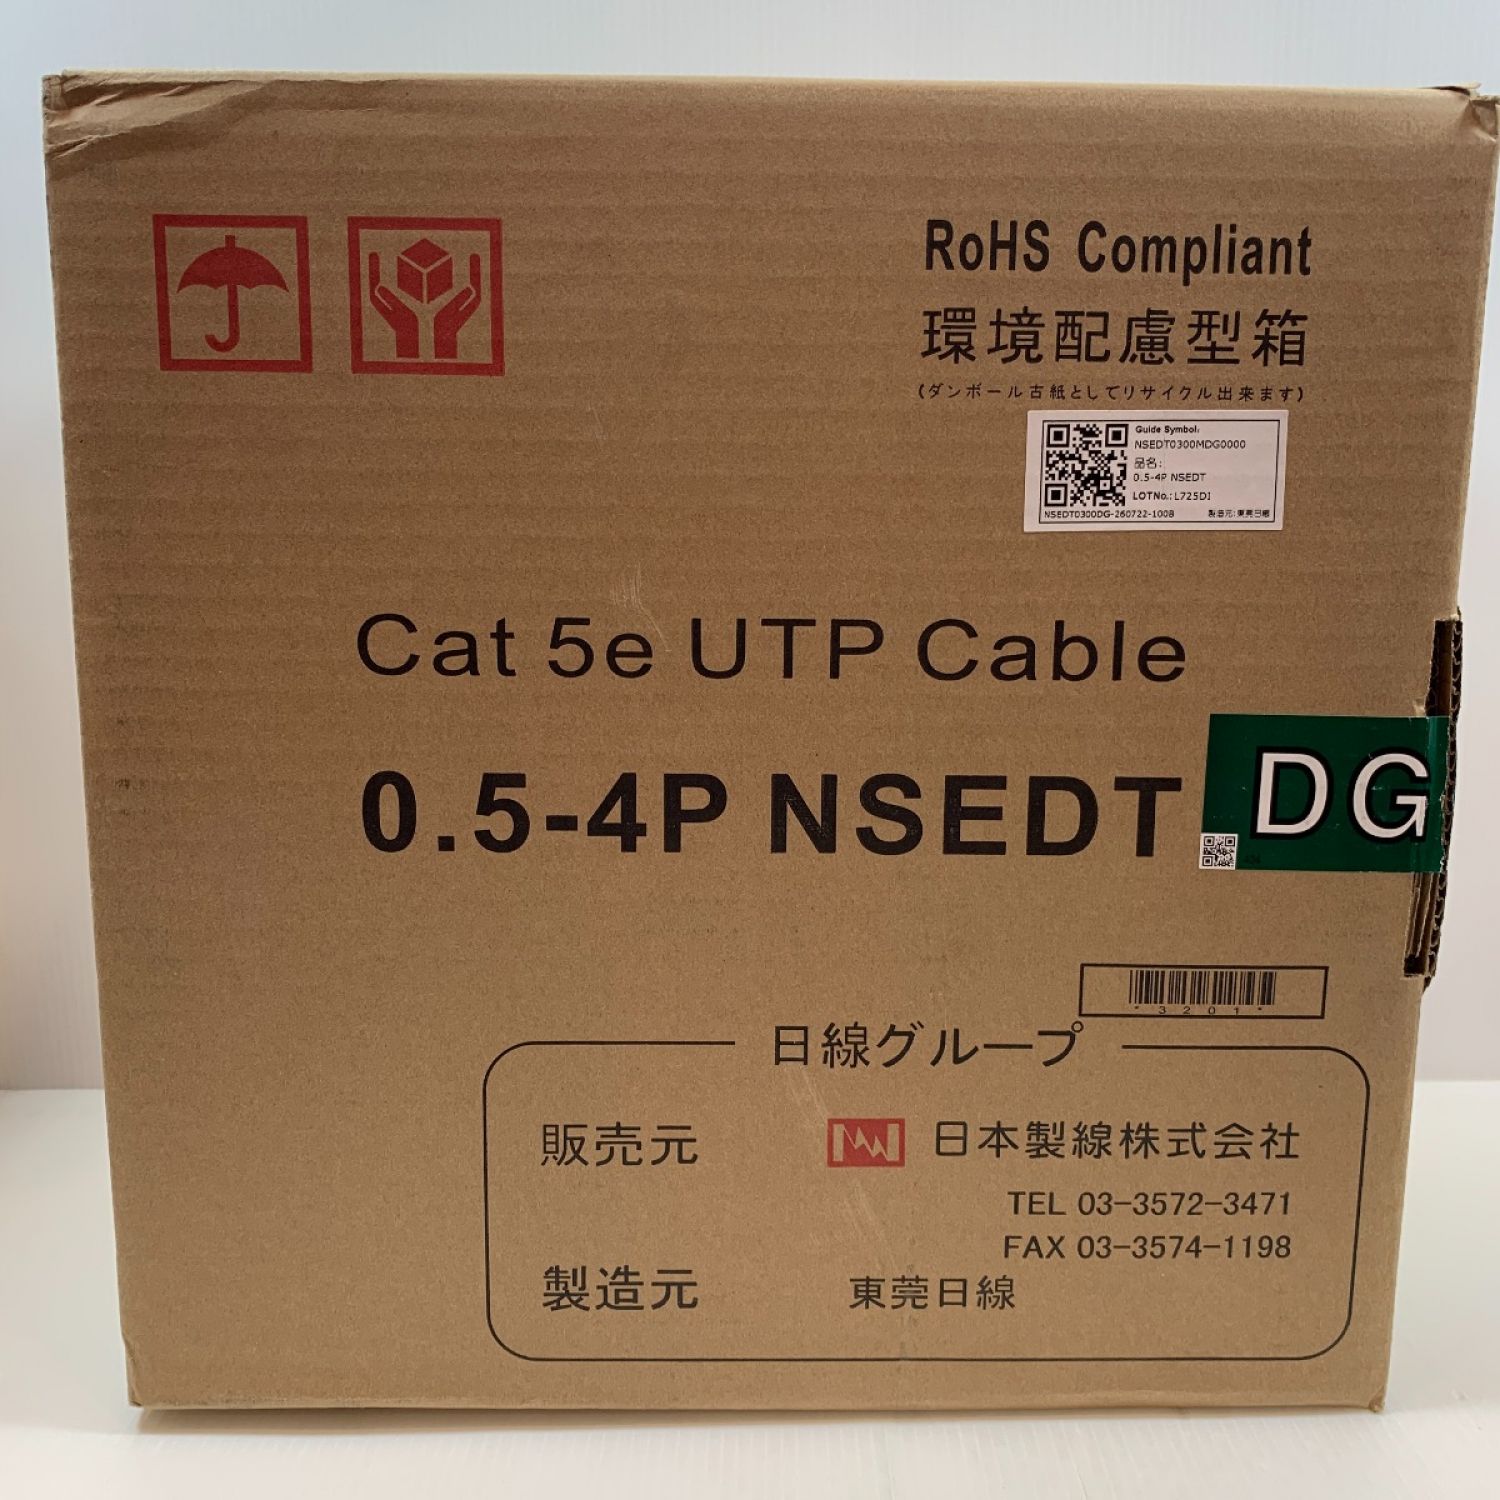 RoHS Compliant
環境配慮型箱
(ダンボール古紙としてリサイクル出来ます)
Guide Symbol:
NSEDT0300MDG0000
品名:
0.5-4P NSEDT
LOTNo.:L725DI
NSEDT0300DG-260722-1008 製造元:東莞日線
Cat 5e UTP Cable
0.5-4P NSEDT
DG
*3201*
日線グループ
販売元 日本製線株式会社
TEL 03-3572-3471
FAX 03-3574-1198
製造元 東莞日線